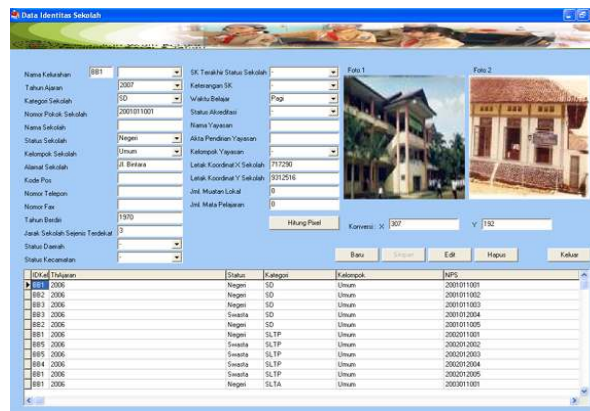 Data Identitas Sekolah
Nama Kelurahan BB1
Tahun Ajaran 2007
Kategori Sekolah SD
Nomor Pokok Sekolah 2001011001
Nama Sekolah
Status Sekolah Negeri
Kelompok Sekolah Umum
Alamat Sekolah Jl. Bintara
Kode Pos
Nomor Telepon
Nomor Fax
Tahun Berdiri 1970
Jarak Sekolah Sejenis Terdekat 3
Status Daerah -
Status Kecamatan -
SK Terakhir Status Sekolah -
Keterangan SK -
Waktu Belajar Pagi
Status Akreditasi -
Nama Yayasan
Akta Pendirian Yayasan
Kelompok Yayasan -
Letak Koordinat X Sekolah 717290
Letak Koordinat Y Sekolah 9312516
Jml. Muatan Lokal 8
Jml. Mata Pelajaran 8
Hitung Pixel
Foto 1 Foto 2
Konversi: X 307 Y 192
Baru Simpan Edit Hapus Keluar
IDKel ThAjaran Status Kategori Kelompok NPS
BB1 2006 Negeri SD Umum 2001011001
BB2 2006 Negeri SD Umum 2001011002
BB3 2006 Negeri SD Umum 2001011003
BB3 2006 Swasta SD Umum 2001012004
BB2 2006 Negeri SD Umum 2001011005
BB1 2006 Negeri SLTP Umum 2002011001
BB5 2006 Swasta SLTP Umum 2002012002
BB5 2006 Swasta SLTP Umum 2002012003
BB4 2006 Swasta SLTP Umum 2002012004
BB1 2006 Swasta SLTP Umum 2002012005
BB1 2006 Negeri SLTA Umum 2003011001